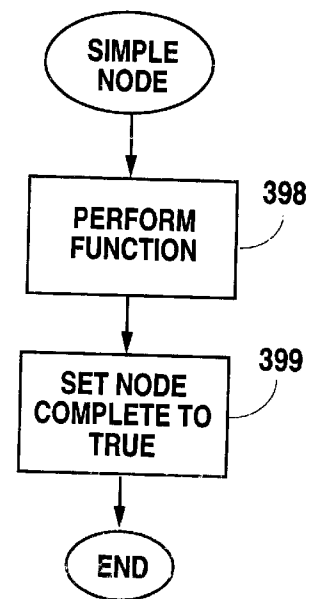 SIMPLE
NODE
398
PERFORM
FUNCTION
399
SET NODE
COMPLETE TO
TRUE
END